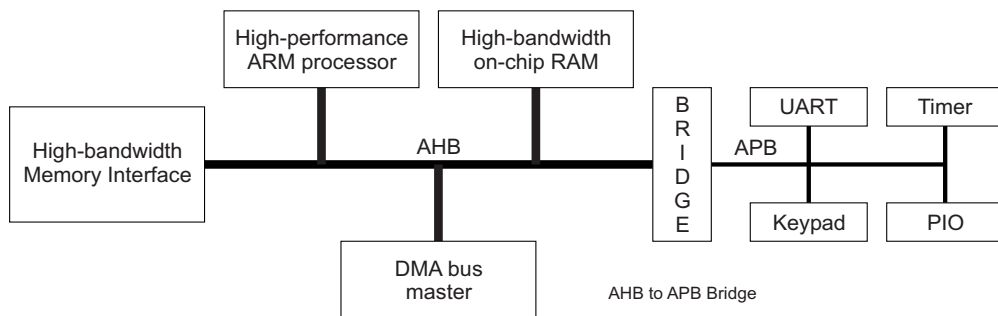 High-performance
ARM processor
High-bandwidth
on-chip RAM
High-bandwidth
Memory Interface
AHB
B
R
I
D
G
E
APB
UART
Timer
Keypad
PIO
DMA bus
master
AHB to APB Bridge